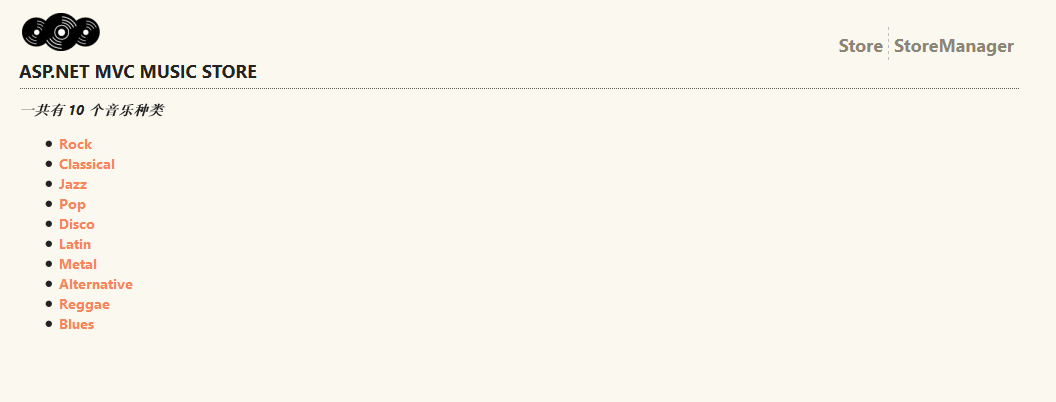 Store StoreManager
ASP.NET MVC MUSIC STORE
一共有 10 个音乐种类
Rock
Classical
Jazz
Pop
Disco
Latin
Metal
Alternative
Reggae
Blues